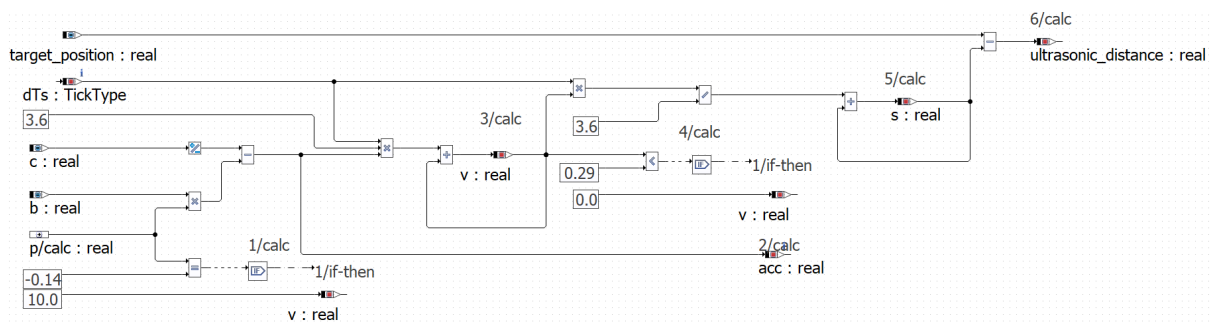 6/calc
target_position : real
ultrasonic_distance : real
i
dTs : TickType
5/calc
3.6
s : real
3/calc
3.6
4/calc
c : real
v : real
1/if-then
0.29
b : real
0.0
v : real
p/calc : real
1/calc
2/calc
acc : real
1/if-then
-0.14
10.0
v : real